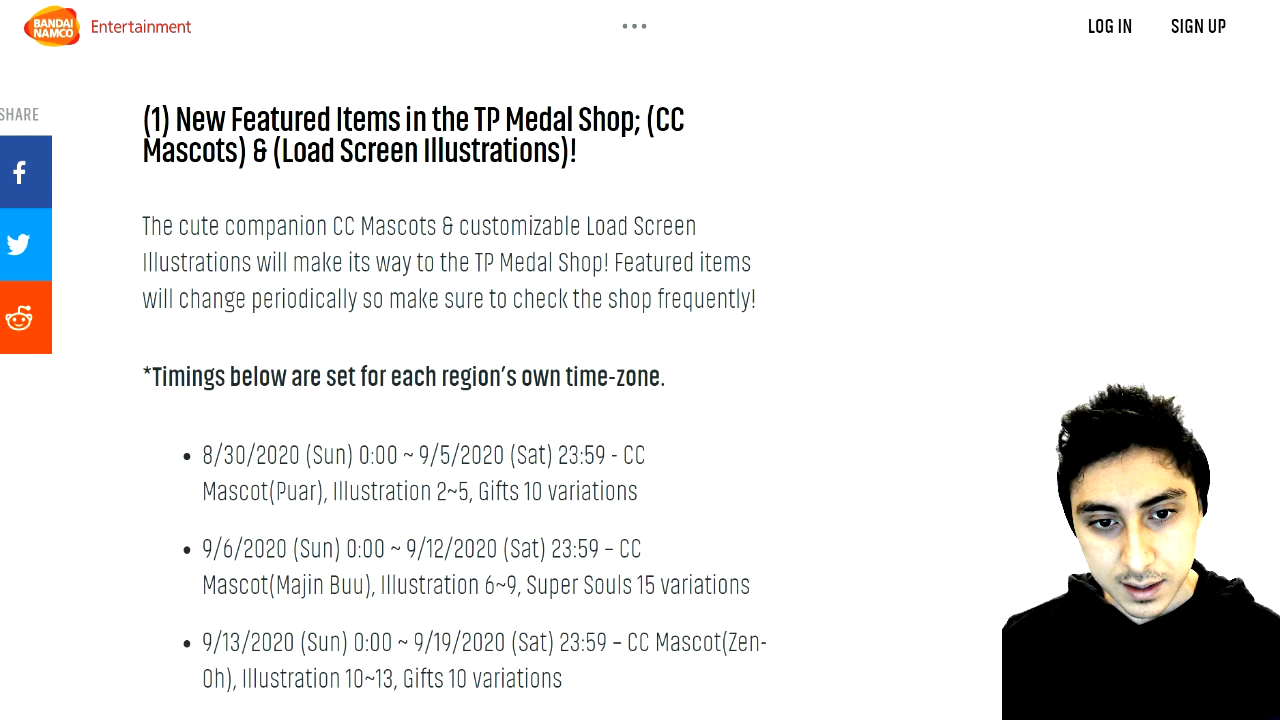 BANDAI
NAMCO
Entertainment
LOG IN
SIGN UP
SHARE
(1) New Featured Items in the TP Medal Shop; (CC
Mascots) & (Load Screen Illustrations)!
The cute companion CC Mascots & customizable Load Screen
Illustrations will make its way to the TP Medal Shop! Featured items
will change periodically so make sure to check the shop frequently!
*Timings below are set for each region’s own time-zone.
• 8/30/2020 (Sun) 0:00 ~ 9/5/2020 (Sat) 23:59 - CC
Mascot(Puar), Illustration 2~5, Gifts 10 variations
• 9/6/2020 (Sun) 0:00 ~ 9/12/2020 (Sat) 23:59 – CC
Mascot(Majin Buu), Illustration 6~9, Super Souls 15 variations
• 9/13/2020 (Sun) 0:00 ~ 9/19/2020 (Sat) 23:59 – CC Mascot(Zen-
Oh), Illustration 10~13, Gifts 10 variations